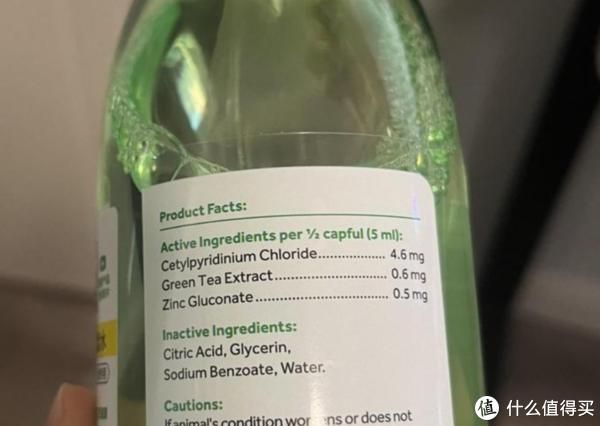 Product Facts:
Active Ingredients per ½ capful (5 ml):
Cetylpyridinium Chloride.................. 4.6 mg
Green Tea Extract.............................. 0.6 mg
Zinc Gluconate................................... 0.5 mg
Inactive Ingredients:
Citric Acid, Glycerin,
Sodium Benzoate, Water.
Cautions:
If animal's condition worsens or does not
值 什么值得买